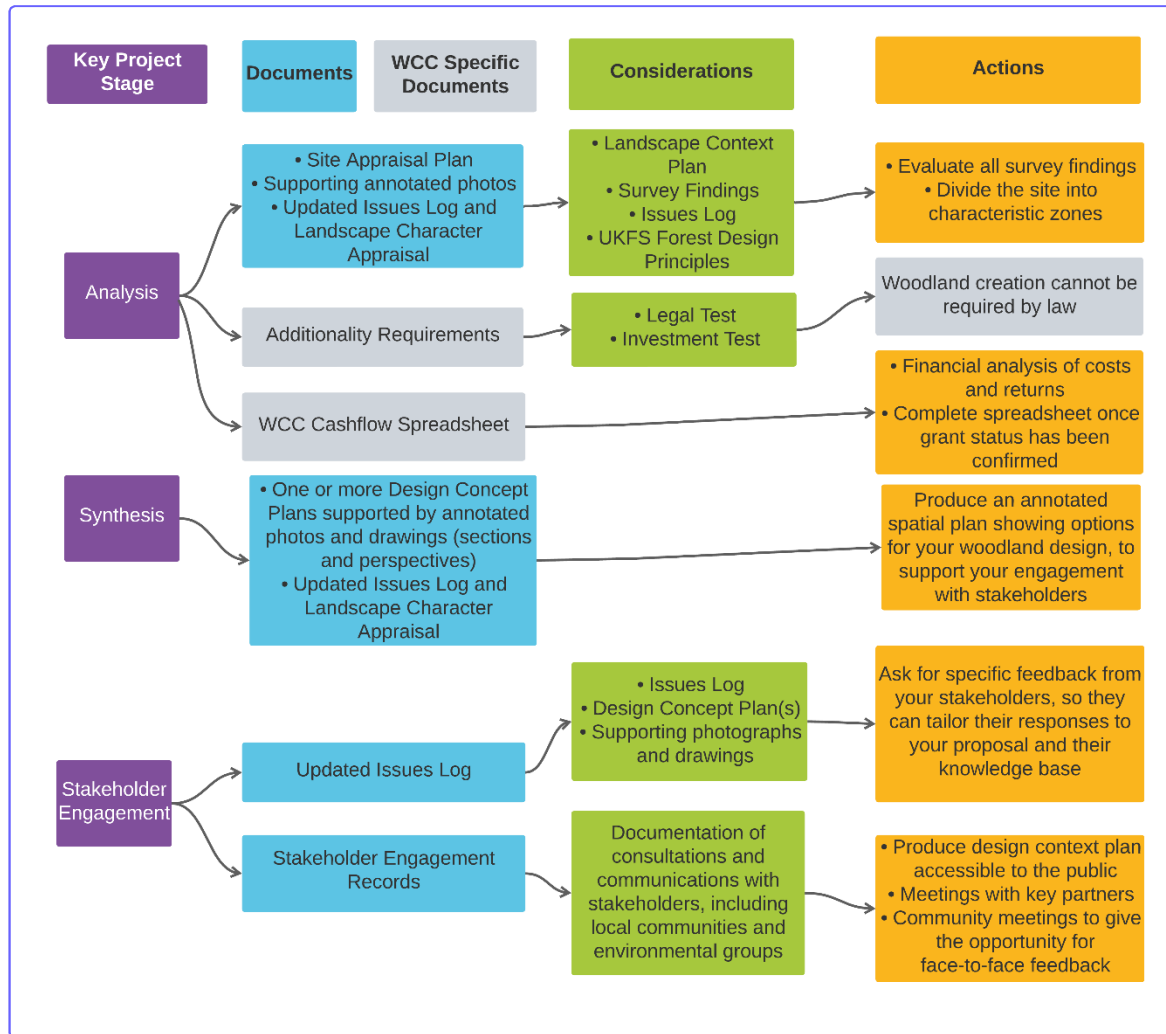 Key Project
Stage
Documents
WCC Specific
Documents
Considerations
Actions
Analysis
• Site Appraisal Plan
• Supporting annotated photos
• Updated Issues Log and
Landscape Character
Appraisal
• Landscape Context
Plan
• Survey Findings
• Issues Log
• UKFS Forest Design
Principles
• Evaluate all survey findings
• Divide the site into
characteristic zones
Additionality Requirements
• Legal Test
• Investment Test
Woodland creation cannot be
required by law
WCC Cashflow Spreadsheet
• Financial analysis of costs
and returns
• Complete spreadsheet once
grant status has been
confirmed
Synthesis
• One or more Design Concept
Plans supported by annotated
photos and drawings (sections
and perspectives)
• Updated Issues Log and
Landscape Character
Appraisal
Produce an annotated
spatial plan showing options
for your woodland design, to
support your engagement
with stakeholders
Stakeholder
Engagement
Updated Issues Log
• Issues Log
• Design Concept Plan(s)
• Supporting photographs
and drawings
Ask for specific feedback from
your stakeholders, so they
can tailor their responses to
your proposal and their
knowledge base
Stakeholder Engagement
Records
Documentation of
consultations and
communications with
stakeholders, including
local communities and
environmental groups
• Produce design context plan
accessible to the public
• Meetings with key partners
• Community meetings to give
the opportunity for
face-to-face feedback